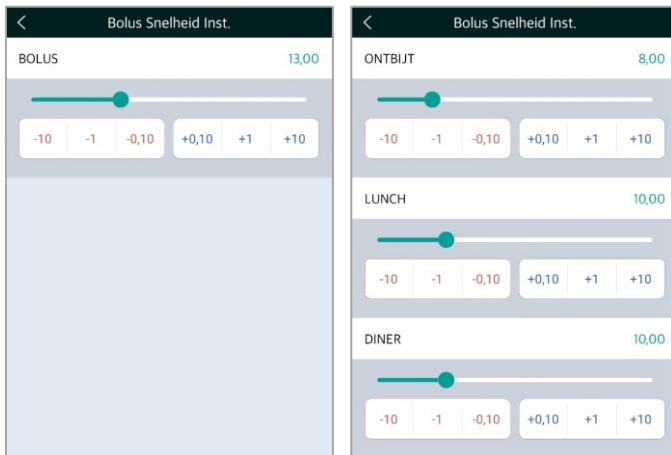 Bolus Snelheid Inst.
BOLUS 13,00
-10 -1 -0,10 +0,10 +1 +10
Bolus Snelheid Inst.
ONTBIJT 8,00
-10 -1 -0,10 +0,10 +1 +10
LUNCH 10,00
-10 -1 -0,10 +0,10 +1 +10
DINER 10,00
-10 -1 -0,10 +0,10 +1 +10